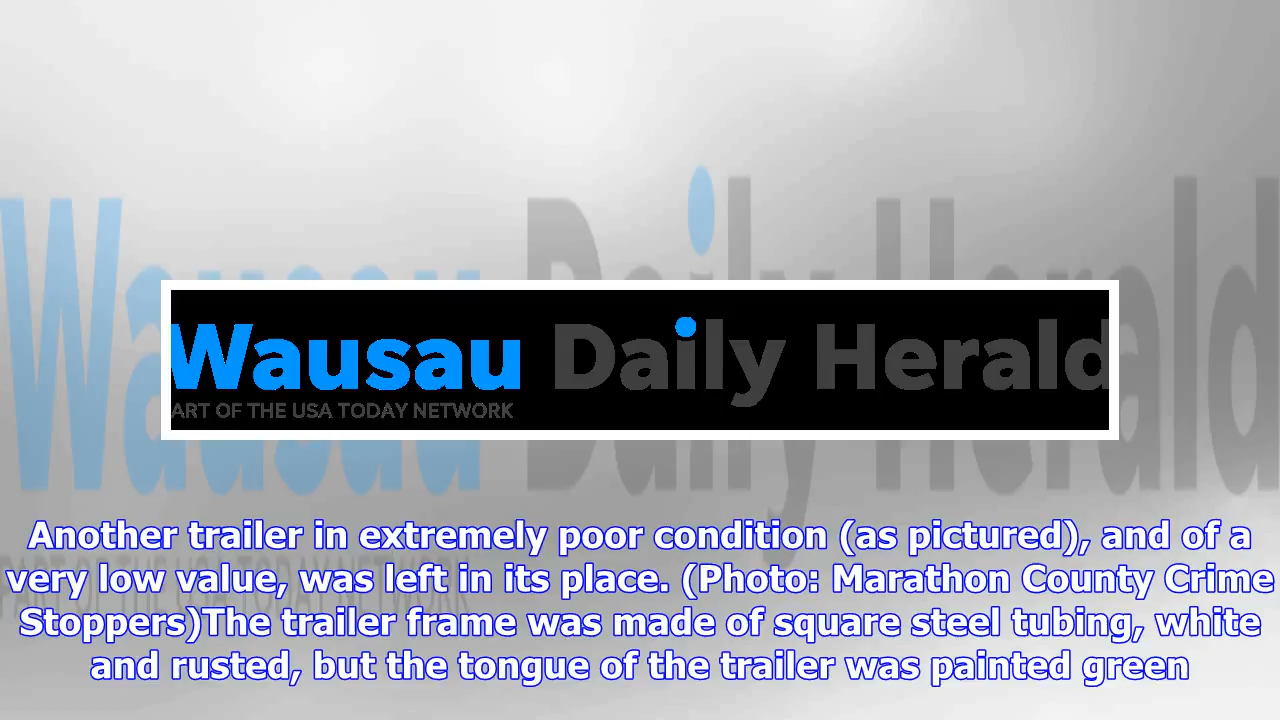 Wausau Daily Herald
ART OF THE USA TODAY NETWORK
Another trailer in extremely poor condition (as pictured), and of a
very low value, was left in its place. (Photo: Marathon County Crime
Stoppers)The trailer frame was made of square steel tubing, white
and rusted, but the tongue of the trailer was painted green